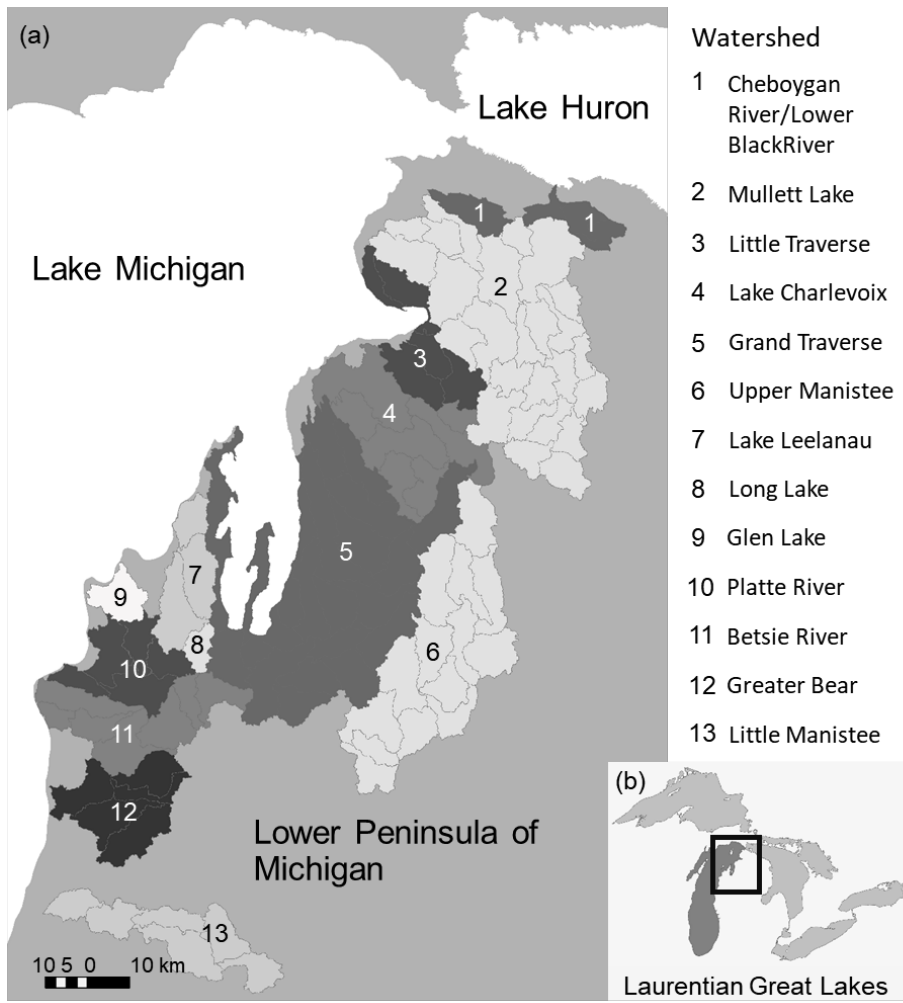 (a)
Lake Huron
Lake Michigan
1
1
2
3
4
5
6
7
8
9
10
11
12
13
Lower Peninsula of
Michigan
10 5 0 10 km
Watershed
1 Cheboygan
River/Lower
BlackRiver
2 Mullett Lake
3 Little Traverse
4 Lake Charlevoix
5 Grand Traverse
6 Upper Manistee
7 Lake Leelanau
8 Long Lake
9 Glen Lake
10 Platte River
11 Betsie River
12 Greater Bear
13 Little Manistee
(b)
Laurentian Great Lakes